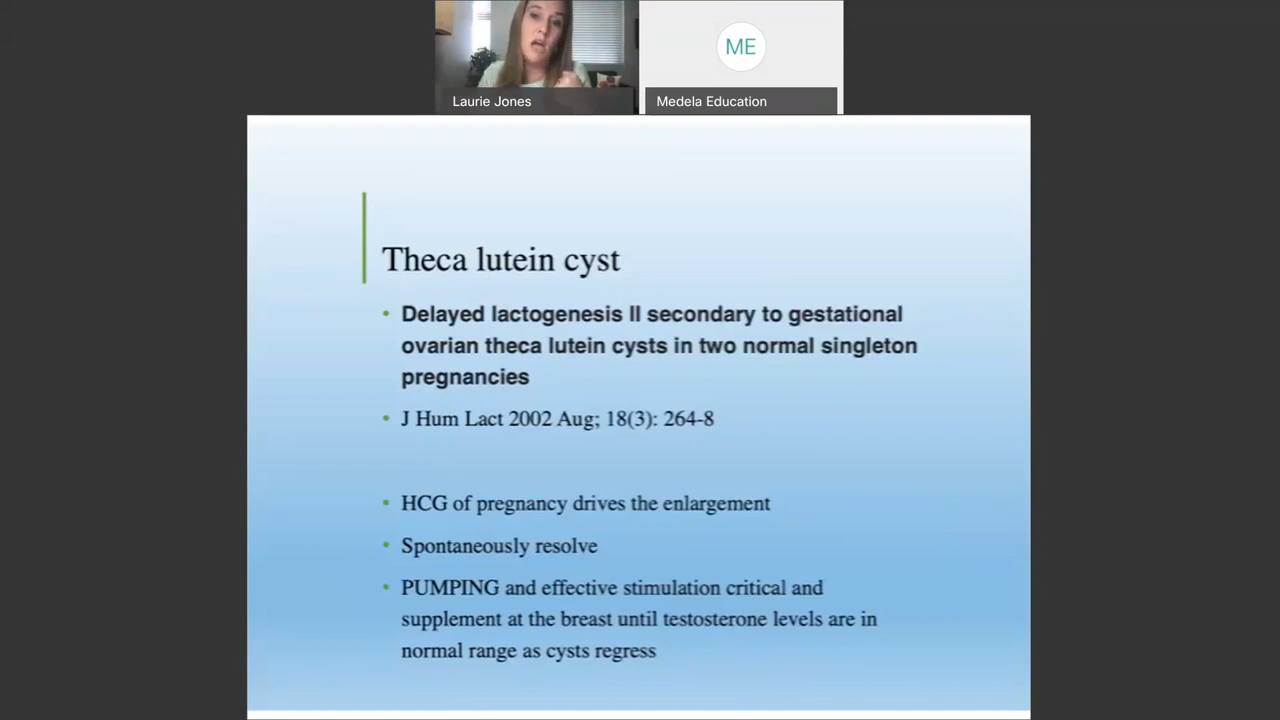 ME
Laurie Jones
Medela Education
Theca lutein cyst
• Delayed lactogenesis II secondary to gestational
ovarian theca lutein cysts in two normal singleton
pregnancies
• J Hum Lact 2002 Aug; 18(3): 264-8
• HCG of pregnancy drives the enlargement
• Spontaneously resolve
• PUMPING and effective stimulation critical and
supplement at the breast until testosterone levels are in
normal range as cysts regress